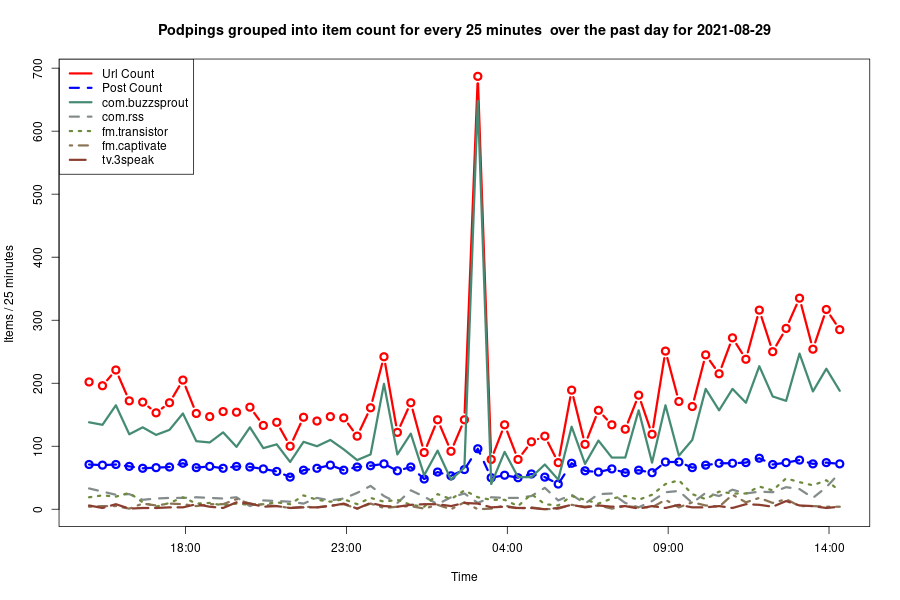 Podpings grouped into item count for every 25 minutes  over the past day for 2021-08-29
Items / 25 minutes
700
600
500
400
300
200
100
0
Url Count
Post Count
com.buzzsprout
com.rss
fm.transistor
fm.captivate
tv.3speak
18:00
23:00
04:00
09:00
14:00
Time